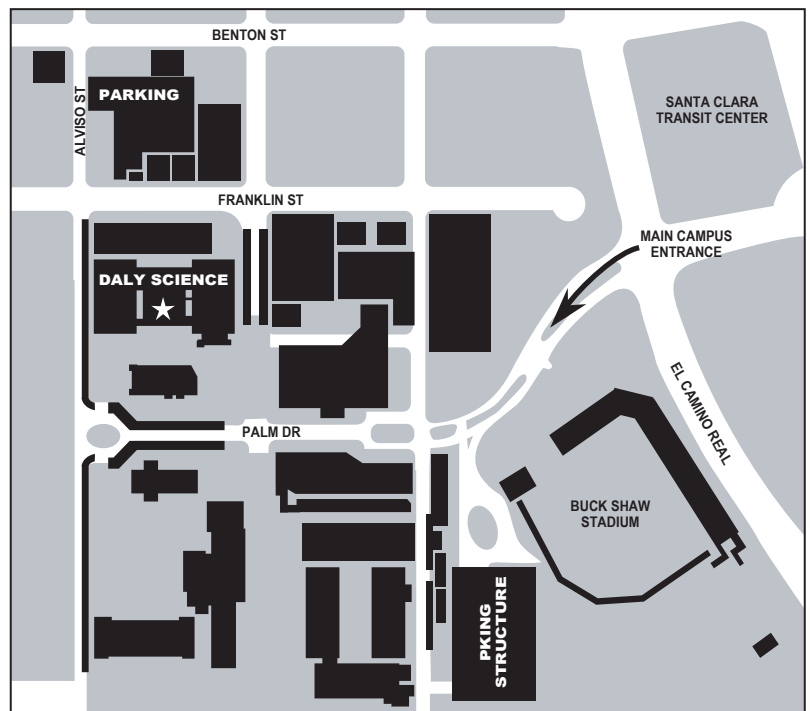 BENTON ST
PARKING
ALVISO ST
SANTA CLARA
TRANSIT CENTER
FRANKLIN ST
MAIN CAMPUS
ENTRANCE
DALY SCIENCE
EL CAMINO REAL
PALM DR
BUCK SHAW
STADIUM
PKING
STRUCTURE